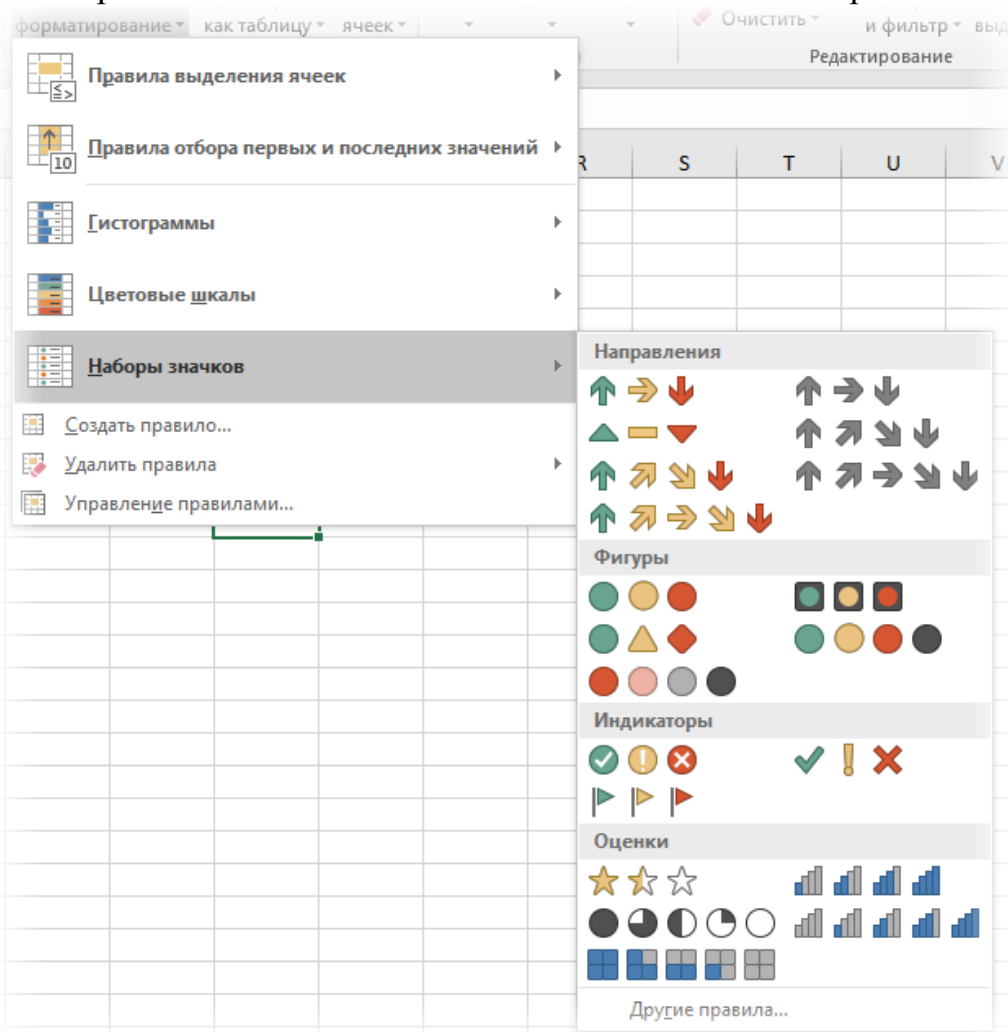 форматирование как таблицу ячеек Очистить и фильтр
Редактирование
Правила выделения ячеек
Правила отбора первых и последних значений
10
S T U V
Гистограммы
Цветовые шкалы
Наборы значков
Создать правило...
Удалить правила
Управление правилами...
Направления
Фигуры
Индикаторы
Оценки
Другие правила...